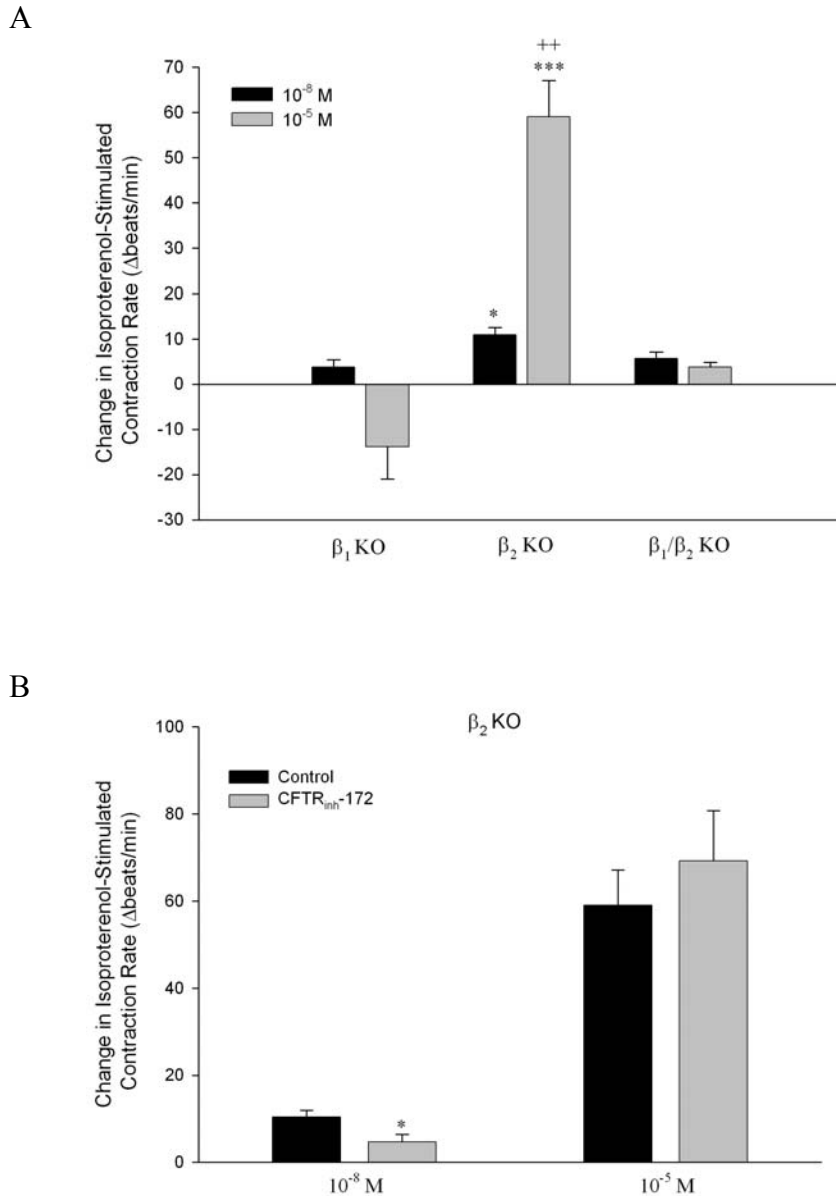 A
Change in Isoproterenol-Stimulated
Contraction Rate (Δbeats/min)
70
60
50
40
30
20
10
0
-10
-20
-30
10⁻⁸ M
10⁻⁵ M
++
***
*
β₁ KO
β₂ KO
β₁/β₂ KO
B
β₂ KO
Change in Isoproterenol-Stimulated
Contraction Rate (Δbeats/min)
100
80
60
40
20
0
Control
CFTRᵢₙₕ-172
*
10⁻⁸ M
10⁻⁵ M